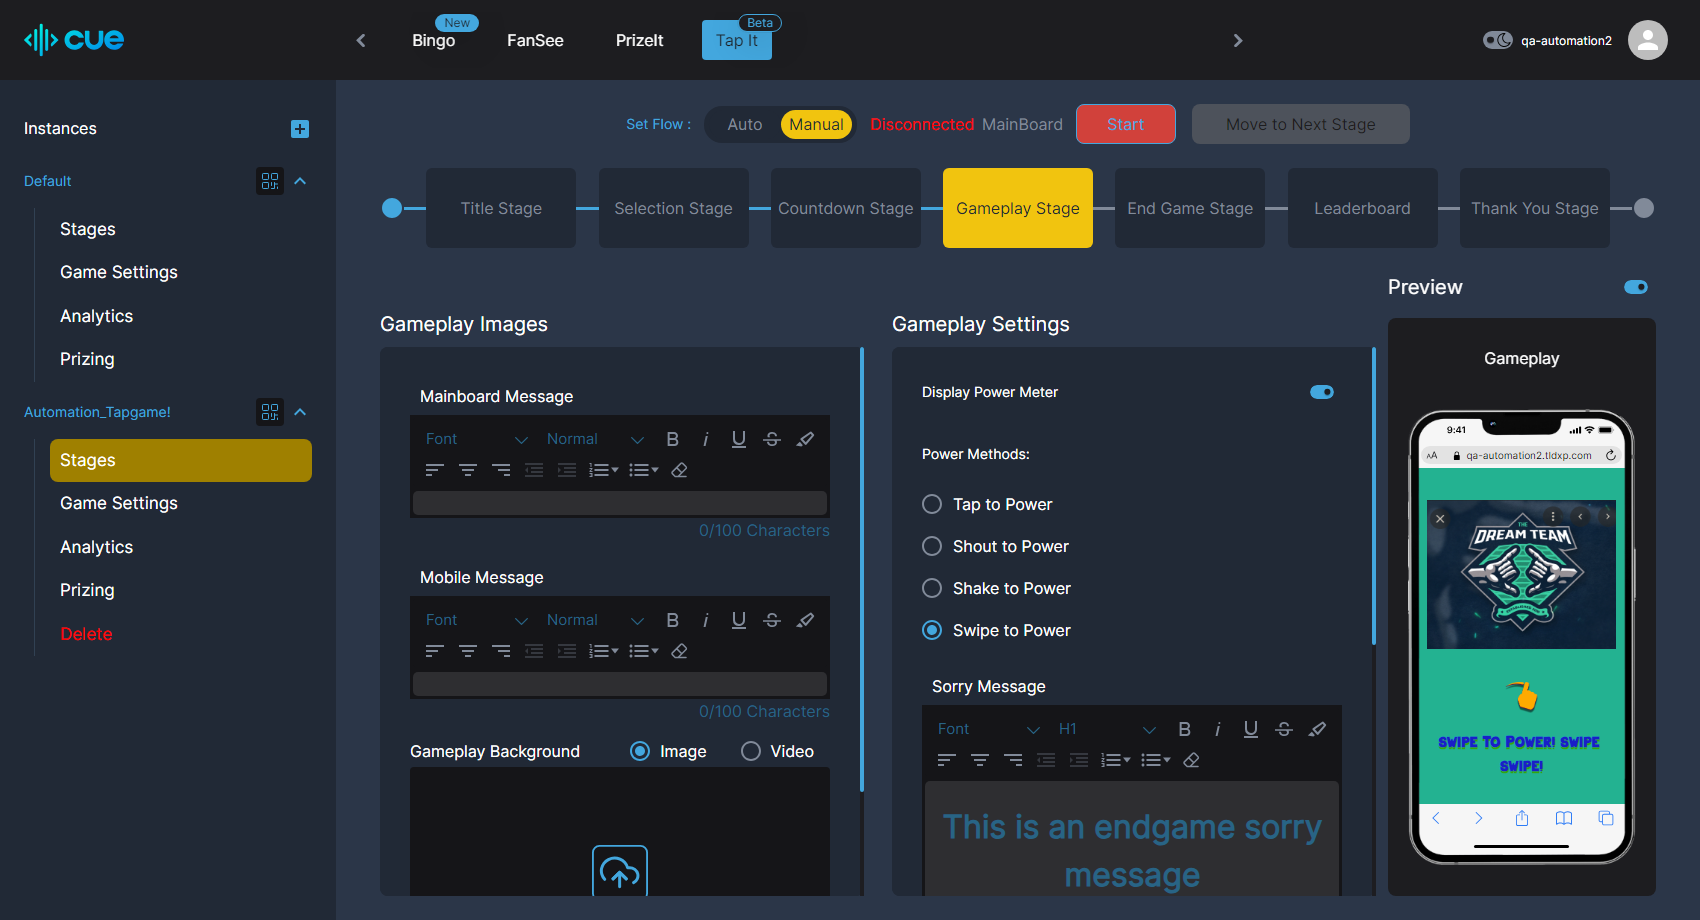 cue
Bingo
New
FanSee
PrizeIt
Tap It
Beta
qa-automation2
Instances
Default
Stages
Game Settings
Analytics
Prizing
Automation_Tapgame!
Stages
Game Settings
Analytics
Prizing
Delete
Set Flow :
Auto
Manual
Disconnected MainBoard
Start
Move to Next Stage
Title Stage
Selection Stage
Countdown Stage
Gameplay Stage
End Game Stage
Leaderboard
Thank You Stage
Gameplay Images
Mainboard Message
Font
Normal
B i U S
0/100 Characters
Mobile Message
Font
Normal
B i U S
0/100 Characters
Gameplay Background
Image
Video
Gameplay Settings
Display Power Meter
Power Methods:
Tap to Power
Shout to Power
Shake to Power
Swipe to Power
Sorry Message
Font
H1
B i U S
This is an endgame sorry
message
Preview
Gameplay
9:41
AA
qa-automation2.tldxp.com
THE
DREAM TEAM
SWIPE TO POWER! SWIPE
SWIPE!